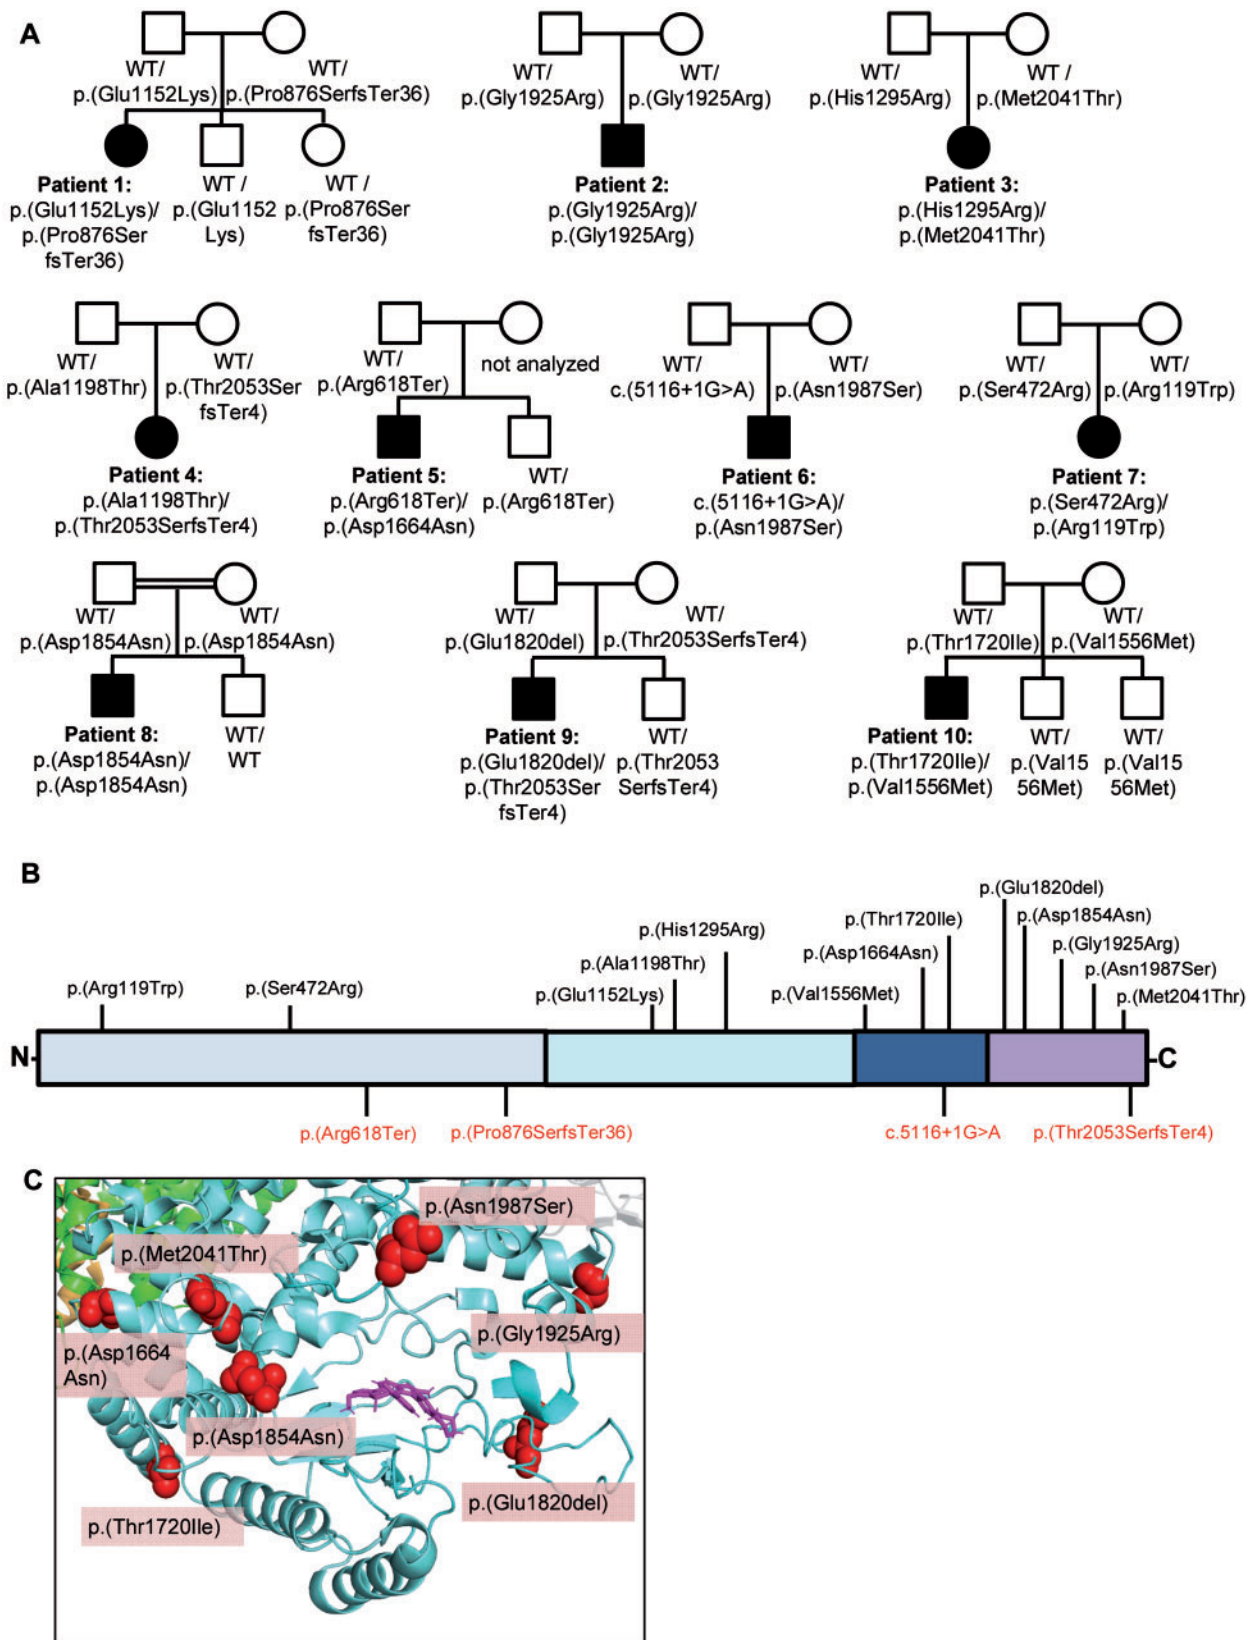 A
WT/
p.(Glu1152Lys)
WT/
p.(Pro876SerfsTer36)
Patient 1:
p.(Glu1152Lys)/
p.(Pro876Ser
fsTer36)
WT /
p.(Glu1152
Lys)
WT /
p.(Pro876Ser
fsTer36)
WT/
p.(Gly1925Arg)
WT/
p.(Gly1925Arg)
Patient 2:
p.(Gly1925Arg)/
p.(Gly1925Arg)
WT/
p.(His1295Arg)
WT /
p.(Met2041Thr)
Patient 3:
p.(His1295Arg)/
p.(Met2041Thr)
WT/
p.(Ala1198Thr)
WT/
p.(Thr2053Ser
fsTer4)
Patient 4:
p.(Ala1198Thr)/
p.(Thr2053SerfsTer4)
WT/
p.(Arg618Ter)
not analyzed
Patient 5:
p.(Arg618Ter)/
p.(Asp1664Asn)
WT/
p.(Arg618Ter)
WT/
c.(5116+1G>A)
WT/
p.(Asn1987Ser)
Patient 6:
c.(5116+1G>A)/
p.(Asn1987Ser)
WT/
p.(Ser472Arg)
WT/
p.(Arg119Trp)
Patient 7:
p.(Ser472Arg)/
p.(Arg119Trp)
WT/
p.(Asp1854Asn)
WT/
p.(Asp1854Asn)
Patient 8:
p.(Asp1854Asn)/
p.(Asp1854Asn)
WT/
WT
WT/
p.(Glu1820del)
WT/
p.(Thr2053SerfsTer4)
Patient 9:
p.(Glu1820del)/
p.(Thr2053Ser
fsTer4)
WT/
p.(Thr2053
SerfsTer4)
WT/
p.(Thr1720Ile)
WT/
p.(Val1556Met)
Patient 10:
p.(Thr1720Ile)/
p.(Val1556Met)
WT/
p.(Val15
56Met)
WT/
p.(Val15
56Met)
B
p.(Arg119Trp)
p.(Ser472Arg)
p.(Glu1152Lys)
p.(Ala1198Thr)
p.(His1295Arg)
p.(Val1556Met)
p.(Asp1664Asn)
p.(Thr1720Ile)
p.(Glu1820del)
p.(Asp1854Asn)
p.(Gly1925Arg)
p.(Asn1987Ser)
p.(Met2041Thr)
N
C
p.(Arg618Ter)
p.(Pro876SerfsTer36)
c.5116+1G>A
p.(Thr2053SerfsTer4)
C
p.(Asn1987Ser)
p.(Met2041Thr)
p.(Gly1925Arg)
p.(Asp1664
Asn)
p.(Asp1854Asn)
p.(Glu1820del)
p.(Thr1720Ile)